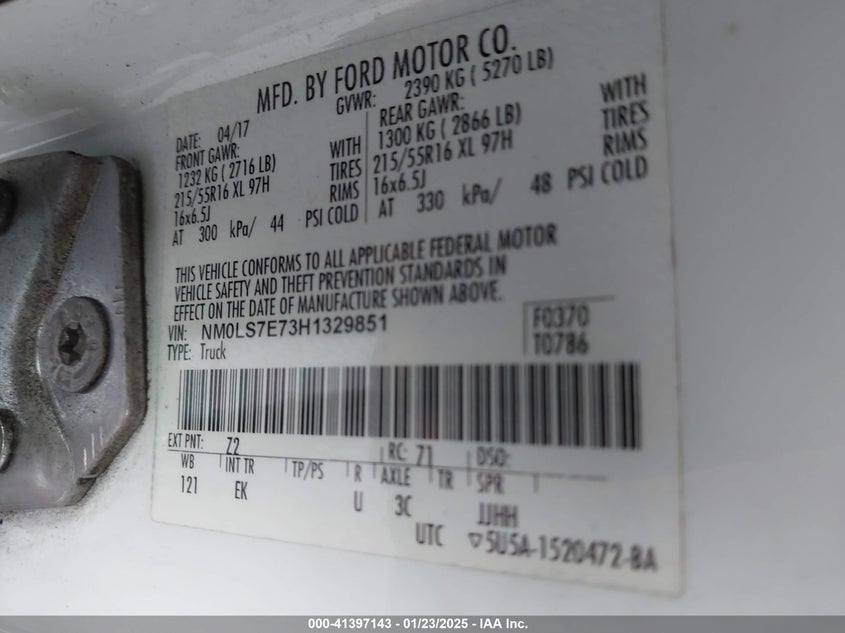 MFD. BY FORD MOTOR CO.
DATE: 04/17 GVWR: 2390 KG ( 5270 LB)
FRONT GAWR: REAR GAWR:
1232 KG ( 2716 LB) WITH 1300 KG ( 2866 LB) WITH
215/55R16 XL 97H TIRES 215/55R16 XL 97H TIRES
16x6.5J RIMS 16x6.5J RIMS
AT 300 kPa/ 44 PSI COLD AT 330 kPa/ 48 PSI COLD
THIS VEHICLE CONFORMS TO ALL APPLICABLE FEDERAL MOTOR
VEHICLE SAFETY AND THEFT PREVENTION STANDARDS IN
EFFECT ON THE DATE OF MANUFACTURE SHOWN ABOVE.
VIN: NM0LS7E73H1329851 F0370
TYPE: Truck T0786
EXT PNT: Z2 RC: 71 DSO:
WB INT TR TP/PS R AXLE TR SPR
121 EK U 3C JJHH
UTC ▽5U5A-1520472-BA
000-41397143 - 01/23/2025 - IAA Inc.